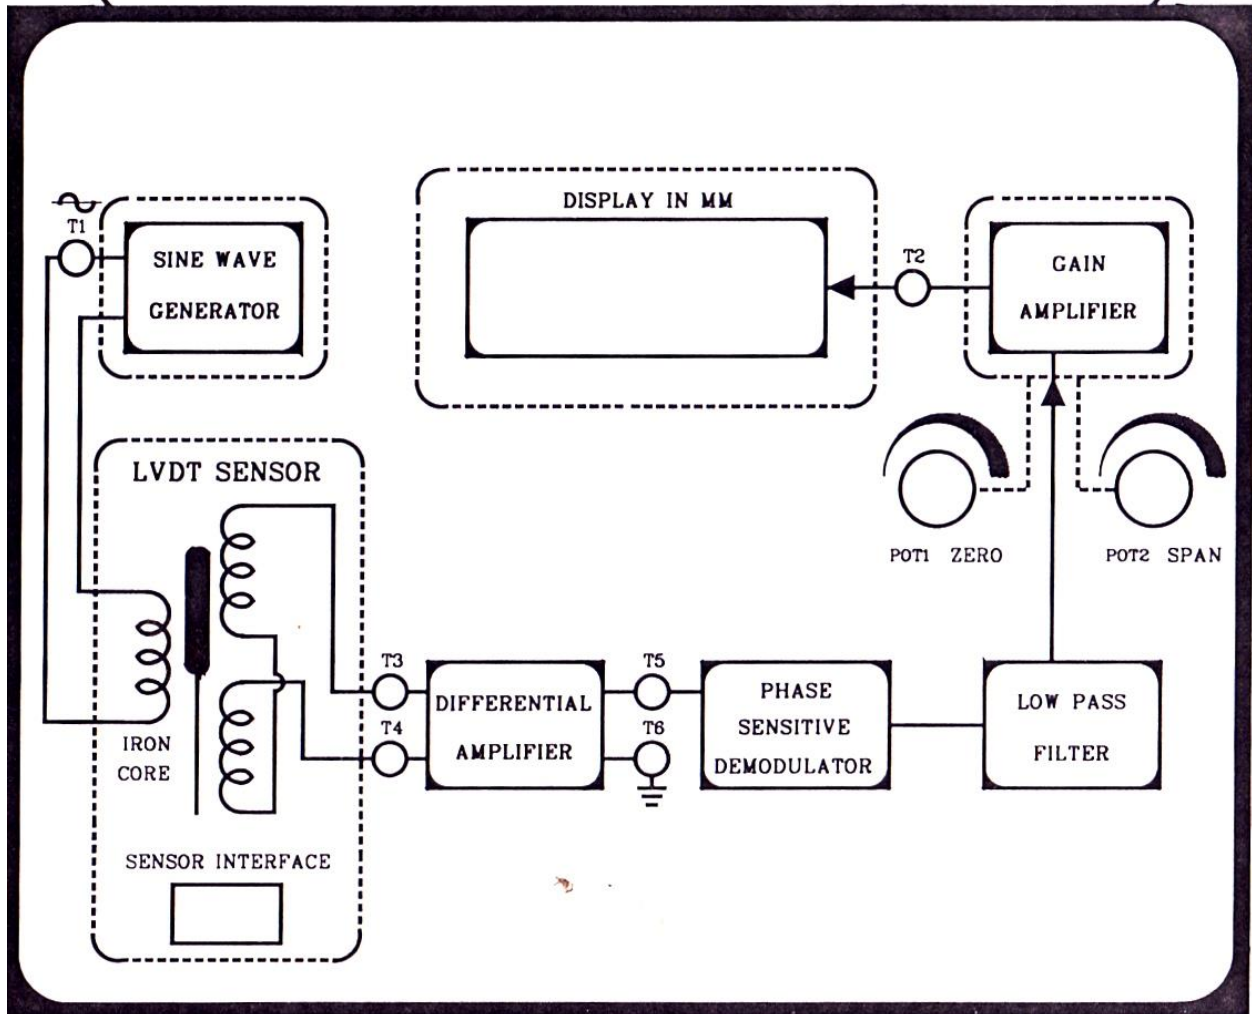 DISPLAY IN MM
T1
SINE WAVE
GENERATOR
T2
GAIN
AMPLIFIER
LVDT SENSOR
POT1 ZERO
POT2 SPAN
IRON
CORE
T3
T4
DIFFERENTIAL
AMPLIFIER
T5
T6
PHASE
SENSITIVE
DEMODULATOR
LOW PASS
FILTER
SENSOR INTERFACE